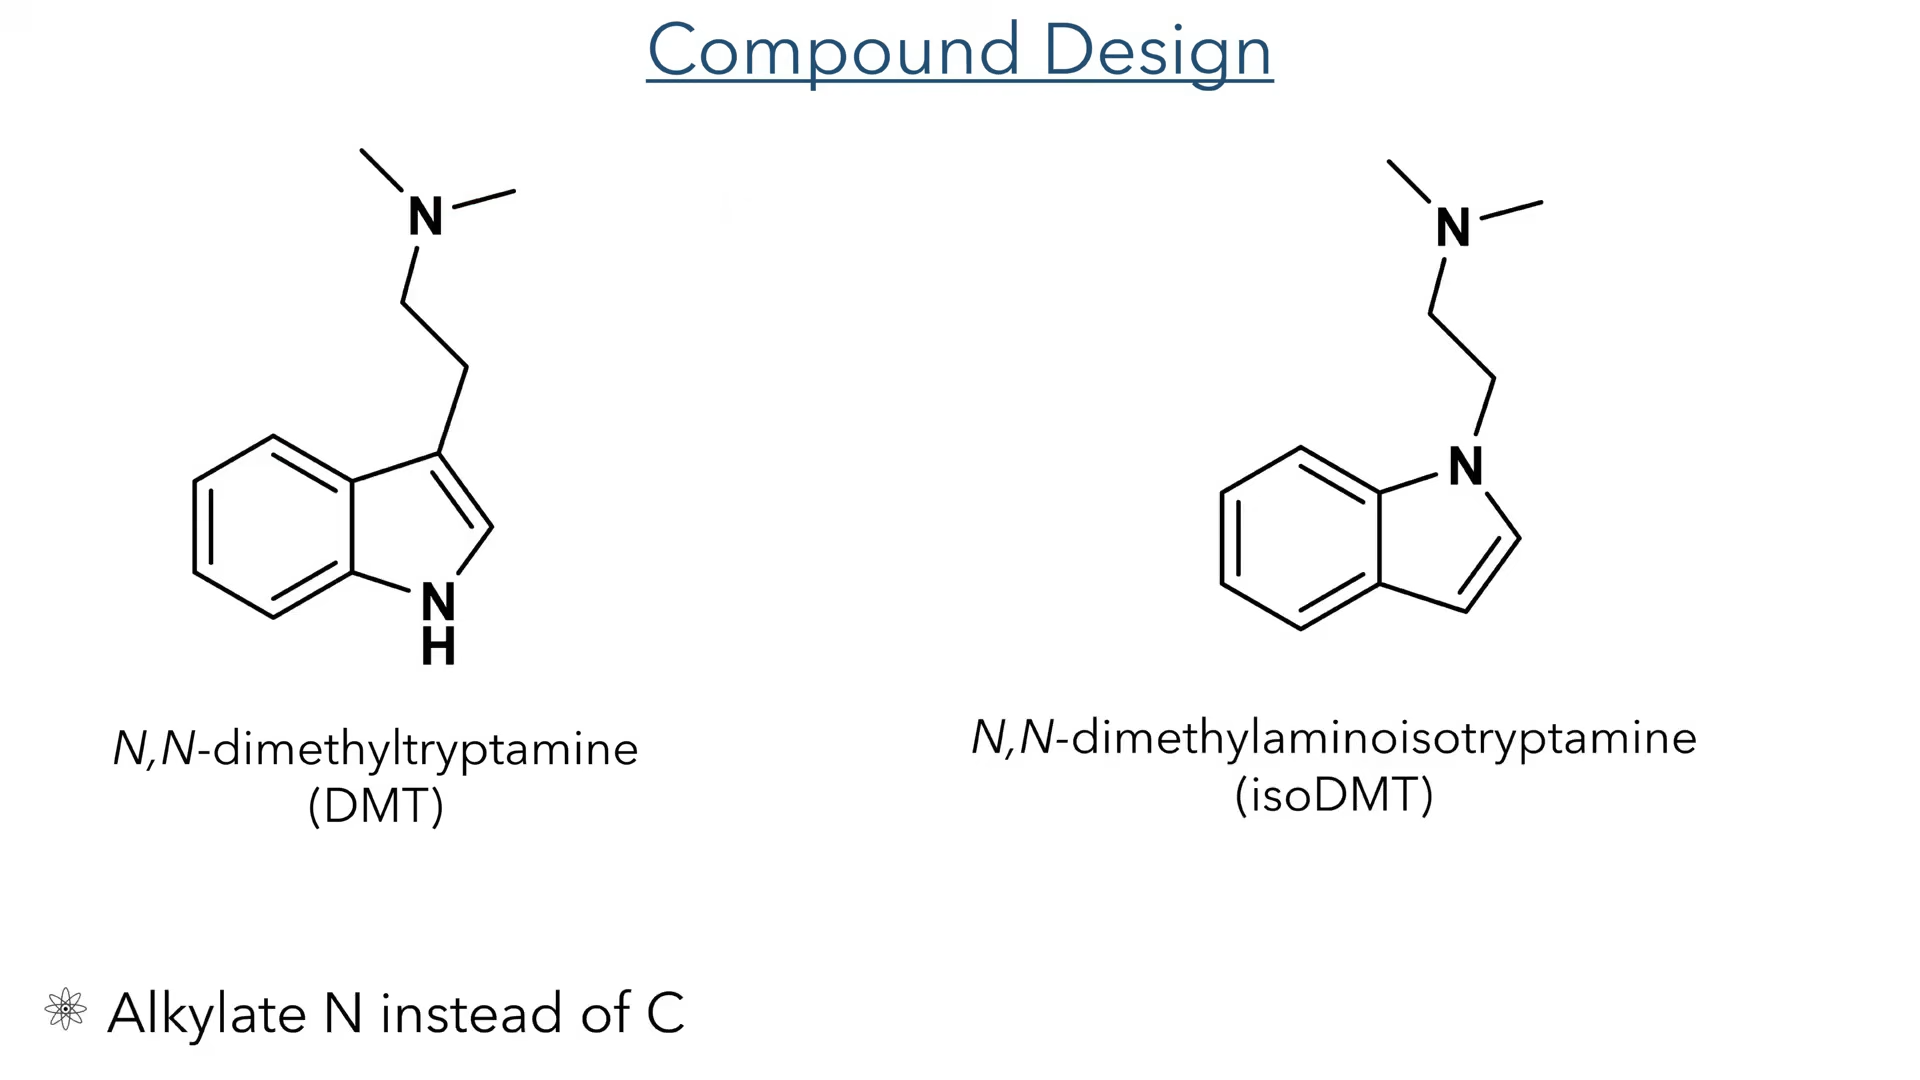 Compound Design
N
N
N
N
H
N,N-dimethyltryptamine
(DMT)
N,N-dimethylaminoisotryptamine
(isoDMT)
Alkylate N instead of C